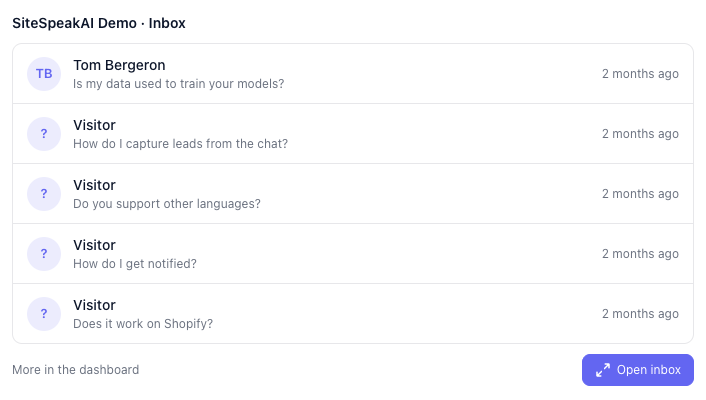 SiteSpeakAI Demo · Inbox
TB
Tom Bergeron
Is my data used to train your models?
2 months ago
?
Visitor
How do I capture leads from the chat?
2 months ago
?
Visitor
Do you support other languages?
2 months ago
?
Visitor
How do I get notified?
2 months ago
?
Visitor
Does it work on Shopify?
2 months ago
More in the dashboard
Open inbox